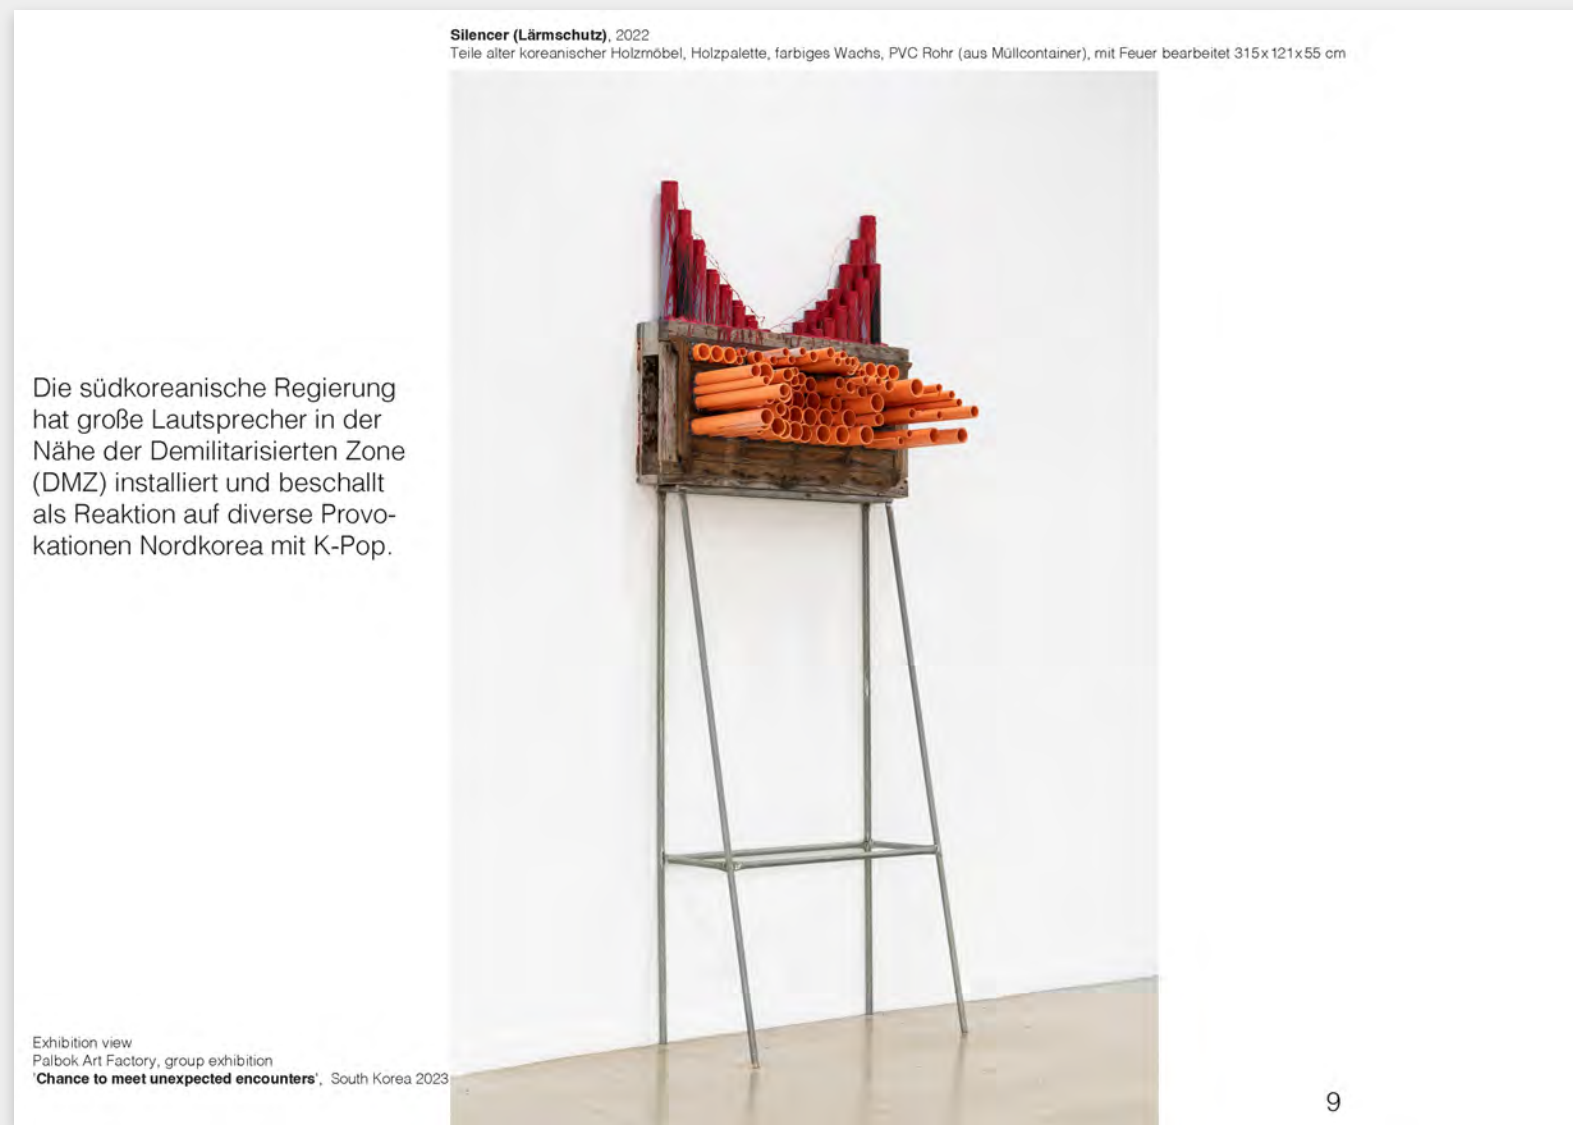 Silencer (Lärmschutz), 2022
Teile alter koreanischer Holzmöbel, Holzpalette, farbiges Wachs, PVC Rohr (aus Müllcontainer), mit Feuer bearbeitet 315x121x55 cm
Die südkoreanische Regierung
hat große Lautsprecher in der
Nähe der Demilitarisierten Zone
(DMZ) installiert und beschallt
als Reaktion auf diverse Provo-
kationen Nordkorea mit K-Pop.
Exhibition view
Palbok Art Factory, group exhibition
'Chance to meet unexpected encounters', South Korea 2023
9